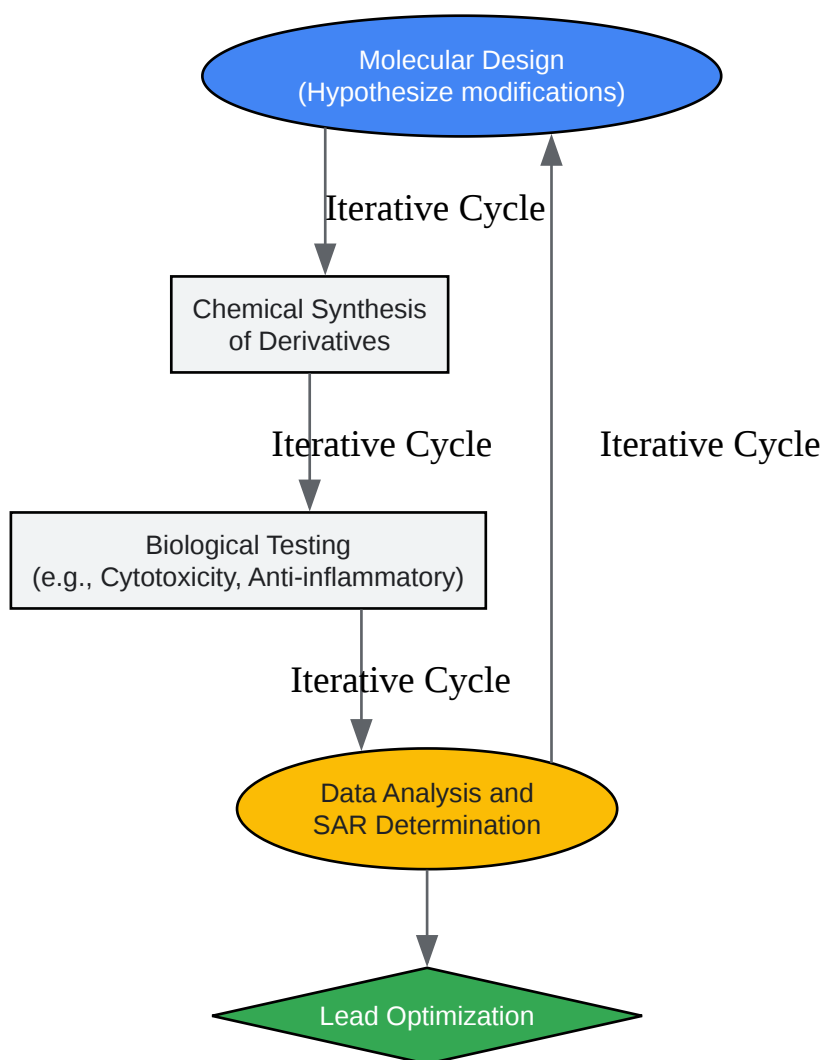 Molecular Design
(Hypothesize modifications)
Iterative Cycle
Chemical Synthesis
of Derivatives
Iterative Cycle
Iterative Cycle
Biological Testing
(e.g., Cytotoxicity, Anti-inflammatory)
Iterative Cycle
Data Analysis and
SAR Determination
Lead Optimization